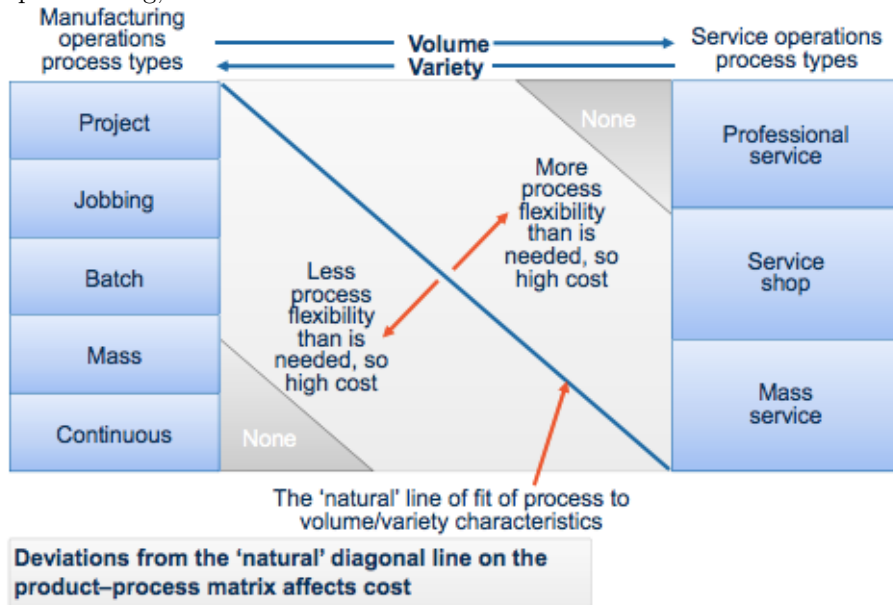 Manufacturing
operations
process types
Volume
Variety
Service operations
process types
Project
Jobbing
Batch
Mass
Continuous
None
More
process
flexibility
than is
needed, so
high cost
Less
process
flexibility
than is
needed, so
high cost
None
Professional
service
Service
shop
Mass
service
The ‘natural’ line of fit of process to
volume/variety characteristics
Deviations from the ‘natural’ diagonal line on the
product–process matrix affects cost